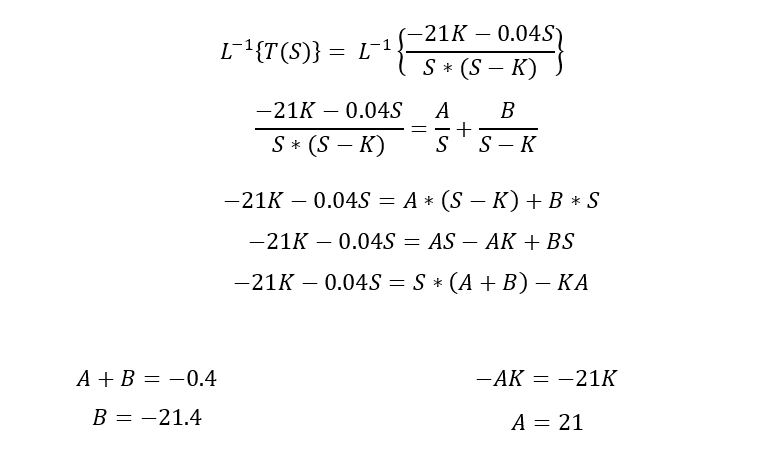 L⁻¹{T(S)} = L⁻¹{(−21K − 0.04S)/(S ∗ (S − K))}
(−21K − 0.04S)/(S ∗ (S − K)) = A/S + B/(S − K)
−21K − 0.04S = A ∗ (S − K) + B ∗ S
−21K − 0.04S = AS − AK + BS
−21K − 0.04S = S ∗ (A + B) − KA
A + B = −0.4
B = −21.4
−AK = −21K
A = 21